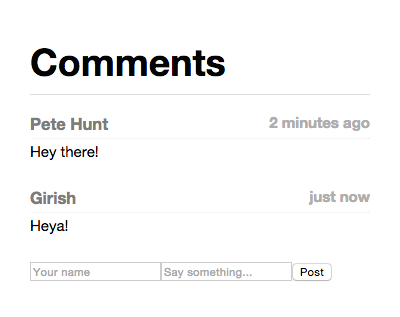 Comments
Pete Hunt 2 minutes ago
Hey there!
Girish just now
Heya!
Your name Say something... Post